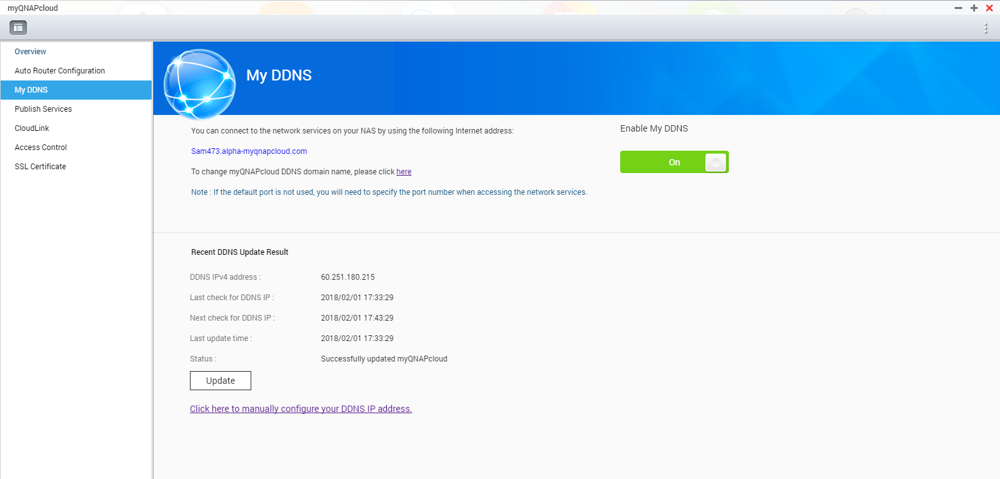 myQNAPcloud
Overview
Auto Router Configuration
My DDNS
Publish Services
CloudLink
Access Control
SSL Certificate
My DDNS
You can connect to the network services on your NAS by using the following Internet address:
Sam473.alpha-myqnapcloud.com
To change myQNAPcloud DDNS domain name, please click here
Note : If the default port is not used, you will need to specify the port number when accessing the network services.
Enable My DDNS
On
Recent DDNS Update Result
DDNS IPv4 address : 60.251.180.215
Last check for DDNS IP : 2018/02/01 17:33:29
Next check for DDNS IP : 2018/02/01 17:43:29
Last update time : 2018/02/01 17:33:29
Status : Successfully updated myQNAPcloud
Update
Click here to manually configure your DDNS IP address.